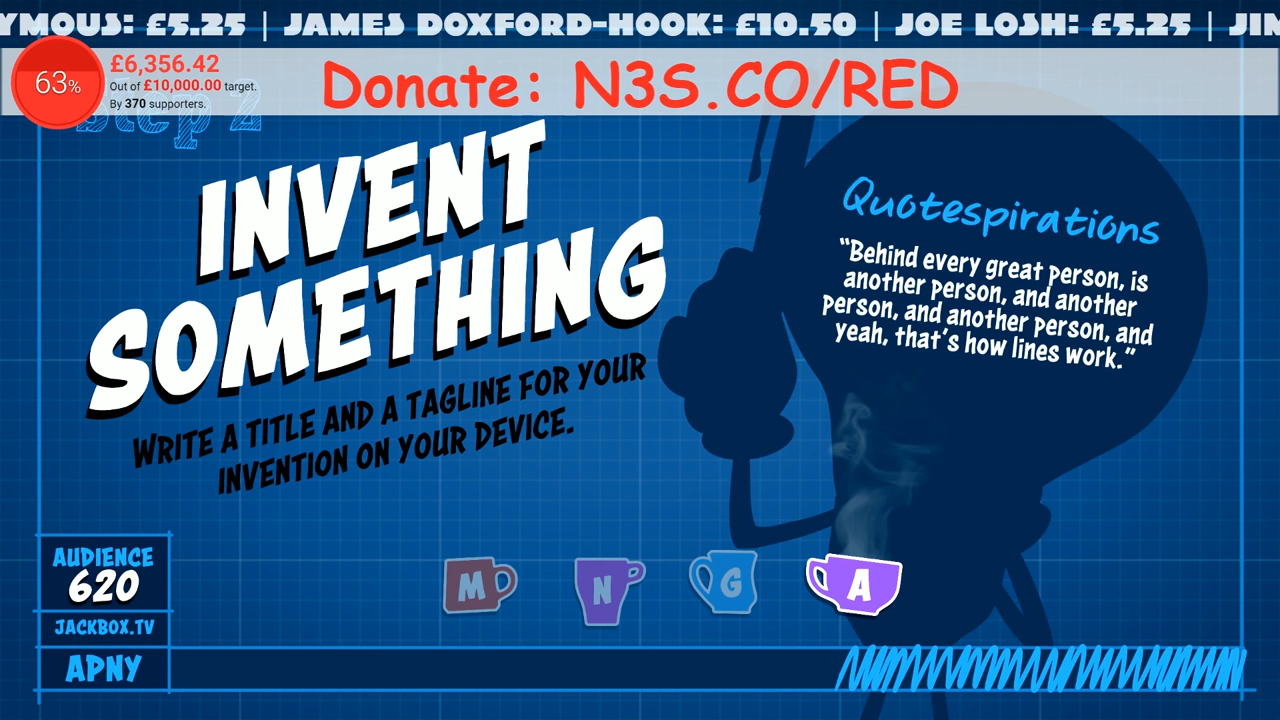 YMOUS: £5.25 | JAMES DOXFORD-HOOK: £10.50 | JOE LOSH: £5.25 | JIN
63%
£6,356.42
Out of £10,000.00 target.
By 370 supporters.
Donate: N3S.CO/RED
Step 2
INVENT
SOMETHING
WRITE A TITLE AND A TAGLINE FOR YOUR
INVENTION ON YOUR DEVICE.
Quotespirations
“Behind every great person, is
another person, and another
person, and another person, and
yeah, that's how lines work.”
M N G A
AUDIENCE
620
JACKBOX.TV
APNY